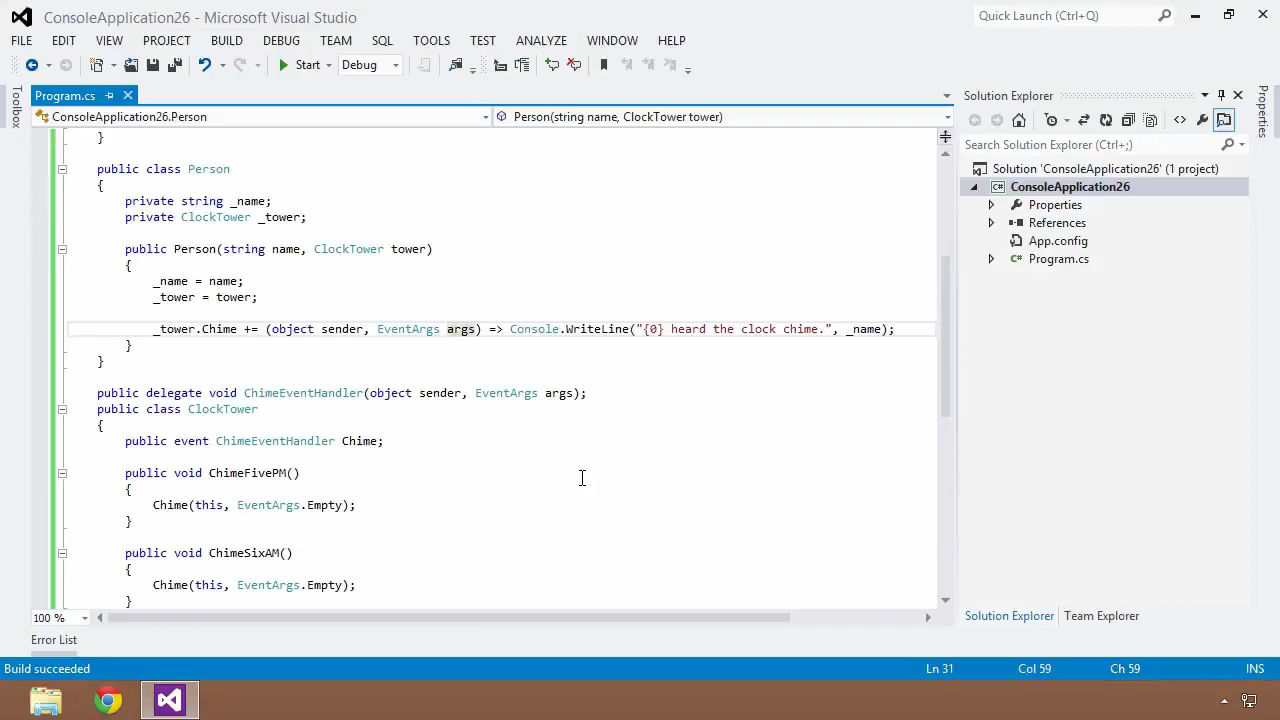 ConsoleApplication26 - Microsoft Visual Studio
Quick Launch (Ctrl+Q)
FILE EDIT VIEW PROJECT BUILD DEBUG TEAM SQL TOOLS TEST ANALYZE WINDOW HELP
Start Debug
Toolbox
Program.cs
ConsoleApplication26.Person
Person(string name, ClockTower tower)
}
public class Person
{
private string _name;
private ClockTower _tower;
public Person(string name, ClockTower tower)
{
_name = name;
_tower = tower;
_tower.Chime += (object sender, EventArgs args) => Console.WriteLine("{0} heard the clock chime.", _name);
}
}
public delegate void ChimeEventHandler(object sender, EventArgs args);
public class ClockTower
{
public event ChimeEventHandler Chime;
public void ChimeFivePM()
{
Chime(this, EventArgs.Empty);
}
public void ChimeSixAM()
{
Chime(this, EventArgs.Empty);
}
100 %
Error List
Solution Explorer
Properties
Search Solution Explorer (Ctrl+;)
Solution 'ConsoleApplication26' (1 project)
C# ConsoleApplication26
Properties
References
App.config
C# Program.cs
Solution Explorer Team Explorer
Build succeeded
Ln 31 Col 59 Ch 59 INS